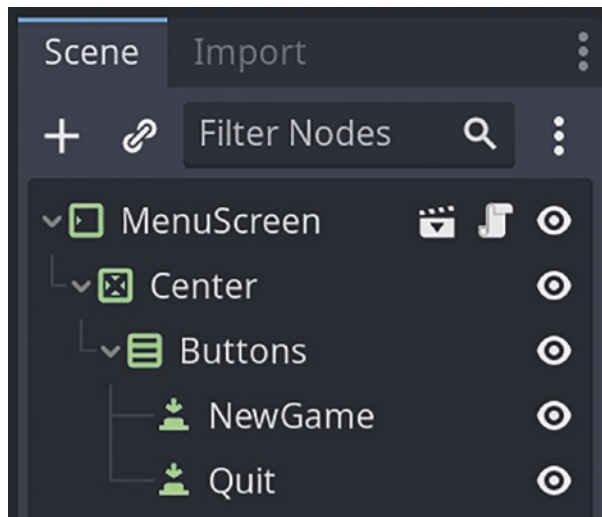 Scene Import
Filter Nodes
MenuScreen
Center
Buttons
NewGame
Quit